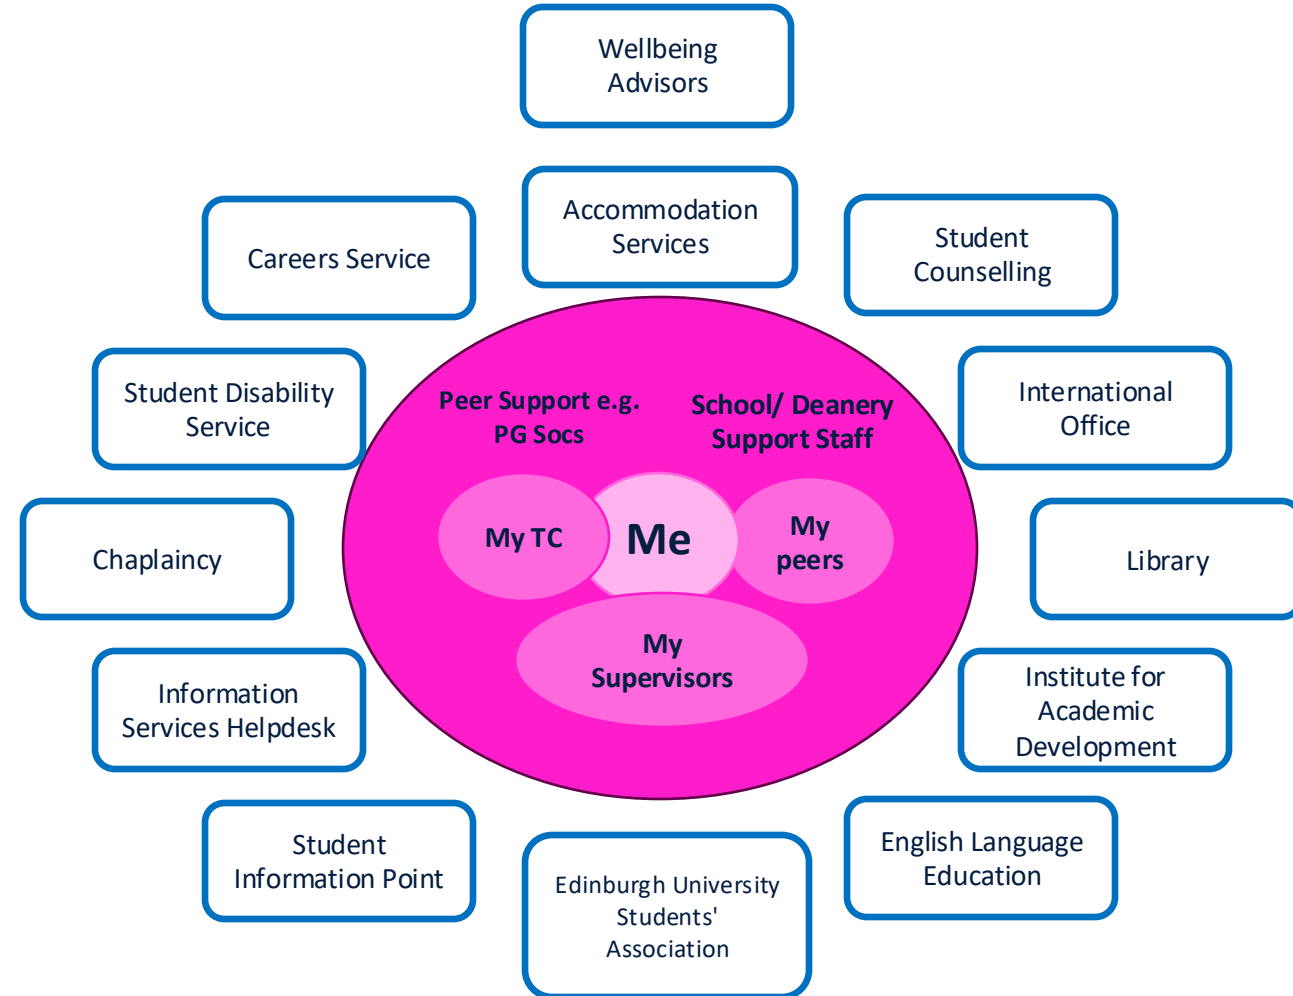 Wellbeing
Advisors
Accommodation
Services
Careers Service
Student
Counselling
Student Disability
Service
Peer Support e.g.
PG Socs
School/ Deanery
Support Staff
International
Office
My TC
Me
My
peers
Chaplaincy
Library
My
Supervisors
Information
Services Helpdesk
Institute for
Academic
Development
Student
Information Point
Edinburgh University
Students'
Association
English Language
Education